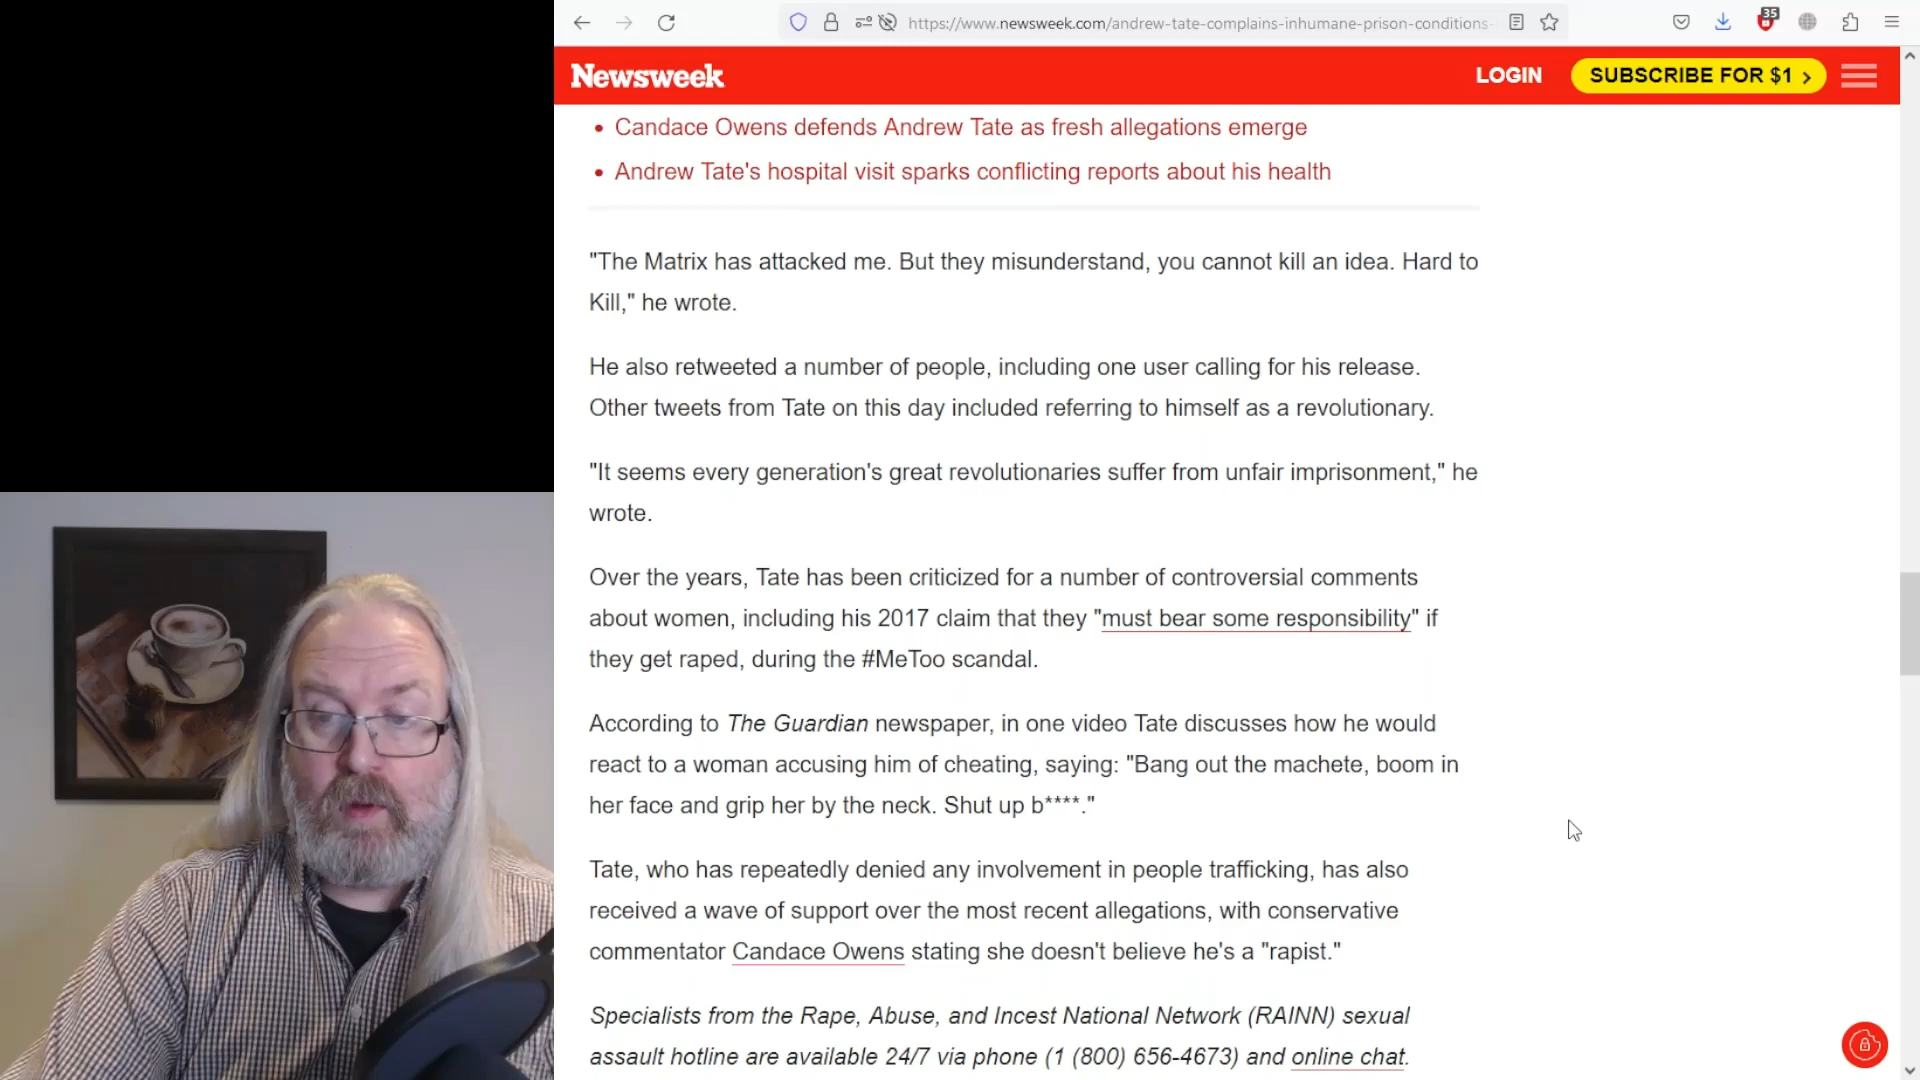 35
https://www.newsweek.com/andrew-tate-complains-inhumane-prison-conditions-
Newsweek
LOGIN
SUBSCRIBE FOR $1 >
• Candace Owens defends Andrew Tate as fresh allegations emerge
• Andrew Tate's hospital visit sparks conflicting reports about his health
"The Matrix has attacked me. But they misunderstand, you cannot kill an idea. Hard to
Kill," he wrote.
He also retweeted a number of people, including one user calling for his release.
Other tweets from Tate on this day included referring to himself as a revolutionary.
"It seems every generation's great revolutionaries suffer from unfair imprisonment," he
wrote.
Over the years, Tate has been criticized for a number of controversial comments
about women, including his 2017 claim that they "must bear some responsibility" if
they get raped, during the #MeToo scandal.
According to The Guardian newspaper, in one video Tate discusses how he would
react to a woman accusing him of cheating, saying: "Bang out the machete, boom in
her face and grip her by the neck. Shut up b****."
Tate, who has repeatedly denied any involvement in people trafficking, has also
received a wave of support over the most recent allegations, with conservative
commentator Candace Owens stating she doesn't believe he's a "rapist."
Specialists from the Rape, Abuse, and Incest National Network (RAINN) sexual
assault hotline are available 24/7 via phone (1 (800) 656-4673) and online chat.